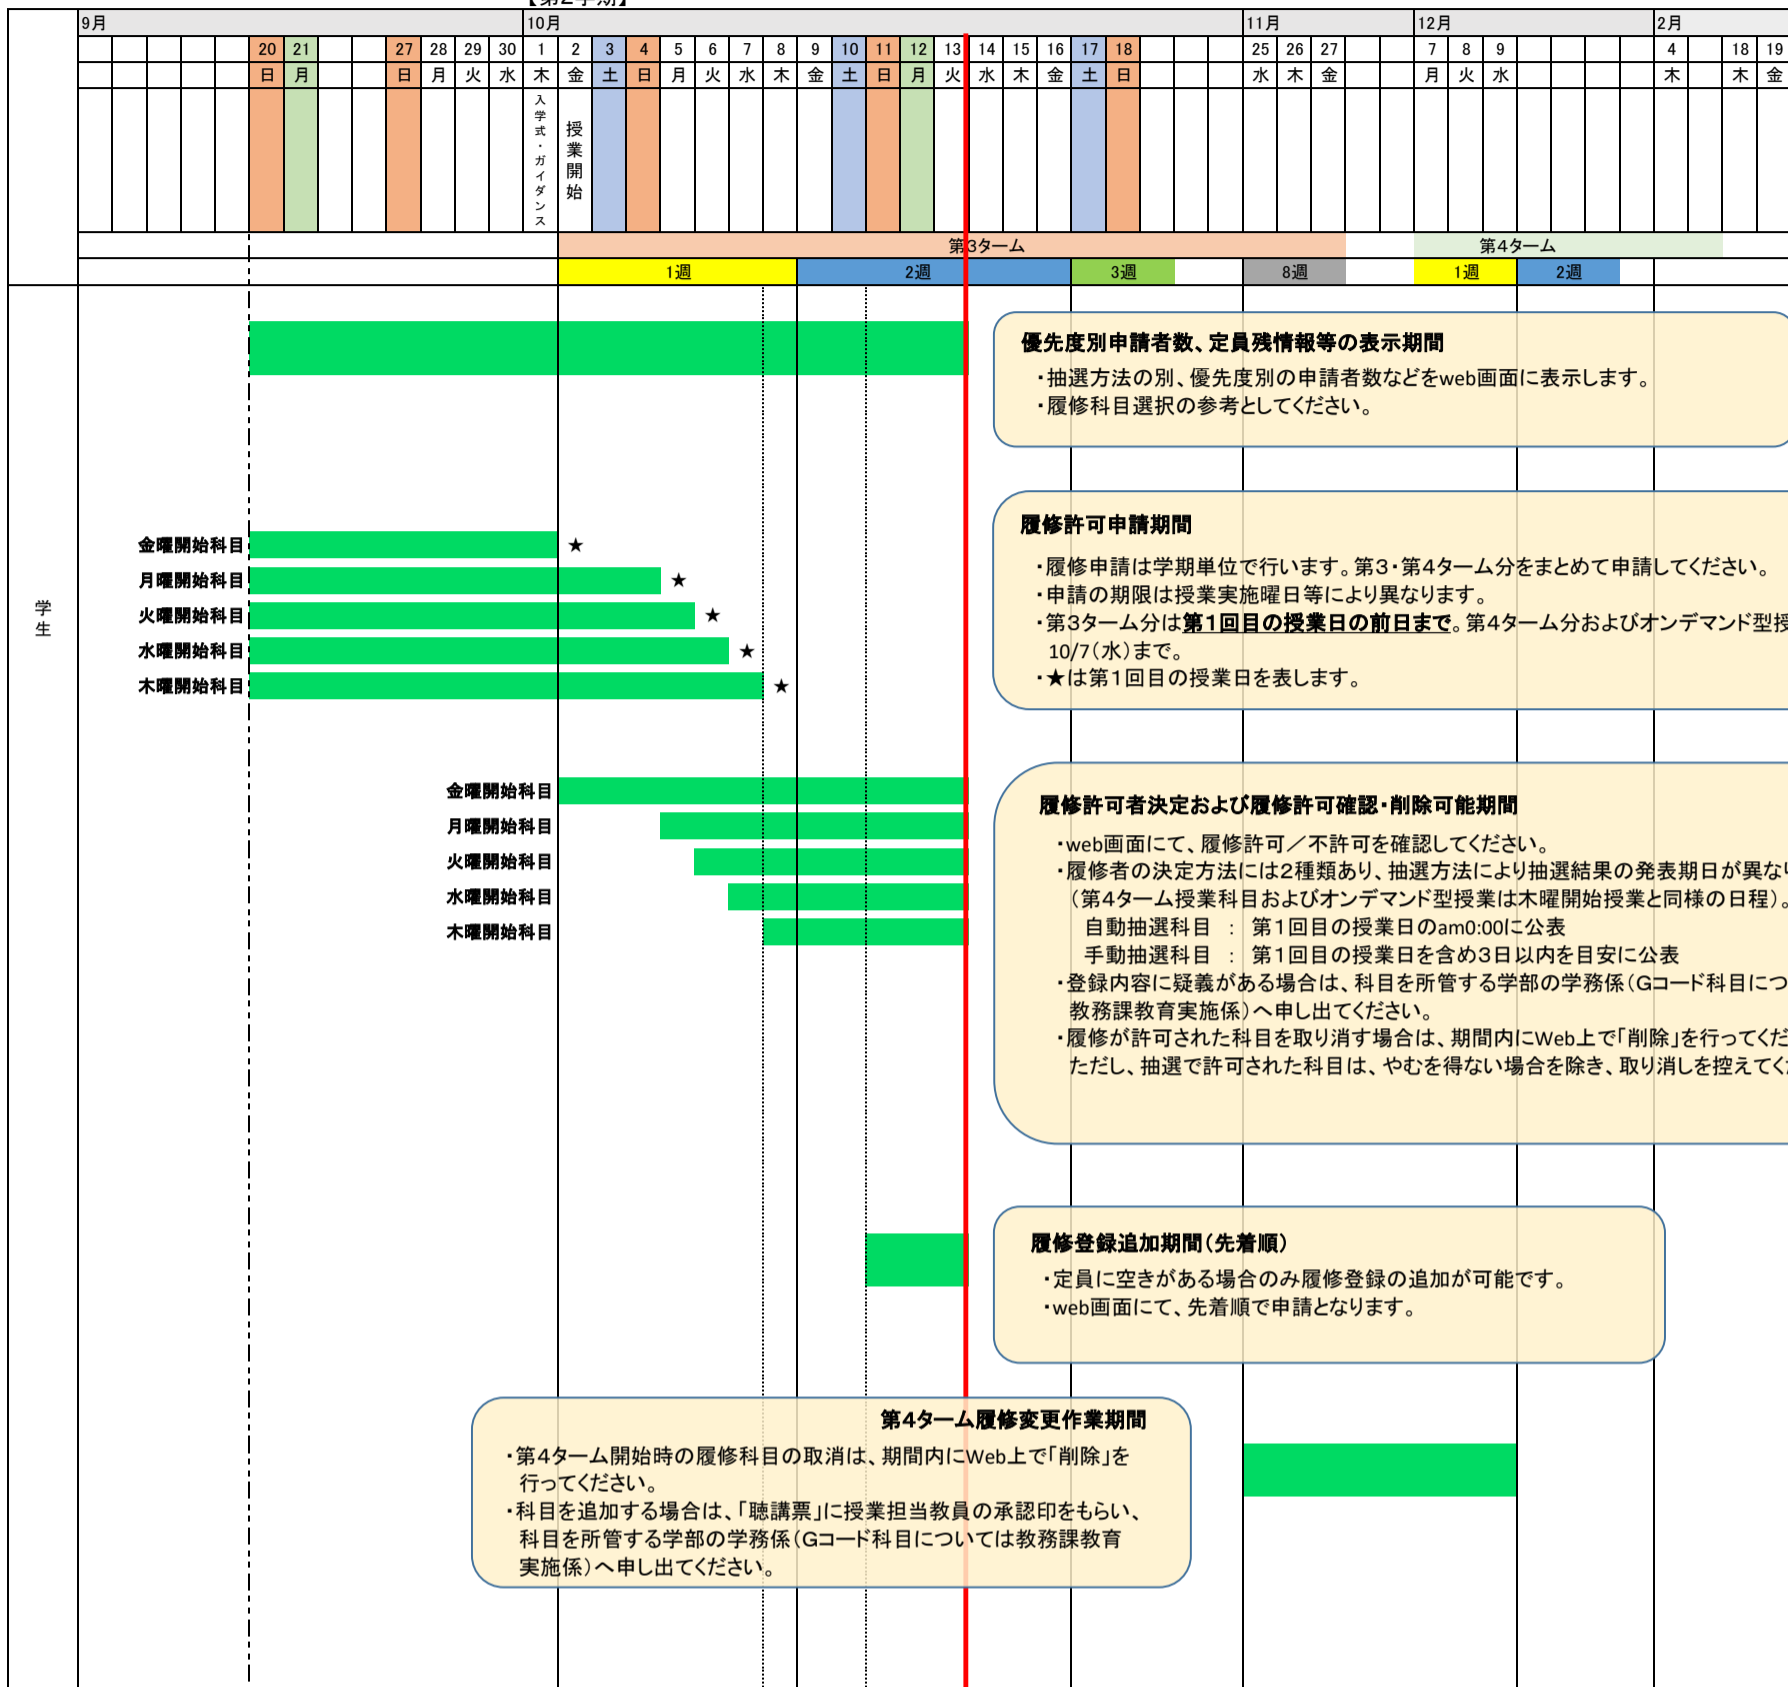 【第2学期】
9月 10月 11月 12月 2月
20 21 27 28 29 30 1 2 3 4 5 6 7 8 9 10 11 12 13 14 15 16 17 18 25 26 27 7 8 9 4 18 19
日 月 日 月 火 水 木 金 土 日 月 火 水 木 金 土 日 月 火 水 木 金 土 日 水 木 金 月 火 水 木 木 金
入学式・ガイダンス
授業開始
第3ターム 第4ターム
1週 2週 3週 8週 1週 2週
学生
優先度別申請者数、定員残情報等の表示期間
・抽選方法の別、優先度別の申請者数などをweb画面に表示します。
・履修科目選択の参考としてください。
金曜開始科目 ★
月曜開始科目 ★
火曜開始科目 ★
水曜開始科目 ★
木曜開始科目 ★
履修許可申請期間
・履修申請は学期単位で行います。第3・第4ターム分をまとめて申請してください。
・申請の期限は授業実施曜日等により異なります。
・第3ターム分は第1回目の授業日の前日まで。第4ターム分およびオンデマンド型授
10/7(水)まで。
・★は第1回目の授業日を表します。
金曜開始科目
月曜開始科目
火曜開始科目
水曜開始科目
木曜開始科目
履修許可者決定および履修許可確認・削除可能期間
・web画面にて、履修許可／不許可を確認してください。
・履修者の決定方法には2種類あり、抽選方法により抽選結果の発表期日が異なり
（第4ターム授業科目およびオンデマンド型授業は木曜開始授業と同様の日程）。
自動抽選科目 ： 第1回目の授業日のam0:00に公表
手動抽選科目 ： 第1回目の授業日を含め3日以内を目安に公表
・登録内容に疑義がある場合は、科目を所管する学部の学務係（Gコード科目につ
教務課教育実施係）へ申し出てください。
・履修が許可された科目を取り消す場合は、期間内にWeb上で「削除」を行ってくだ
ただし、抽選で許可された科目は、やむを得ない場合を除き、取り消しを控えてくだ
履修登録追加期間（先着順）
・定員に空きがある場合のみ履修登録の追加が可能です。
・web画面にて、先着順で申請となります。
第4ターム履修変更作業期間
・第4ターム開始時の履修科目の取消は、期間内にWeb上で「削除」を
行ってください。
・科目を追加する場合は、「聴講票」に授業担当教員の承認印をもらい、
科目を所管する学部の学務係（Gコード科目については教務課教育
実施係）へ申し出てください。